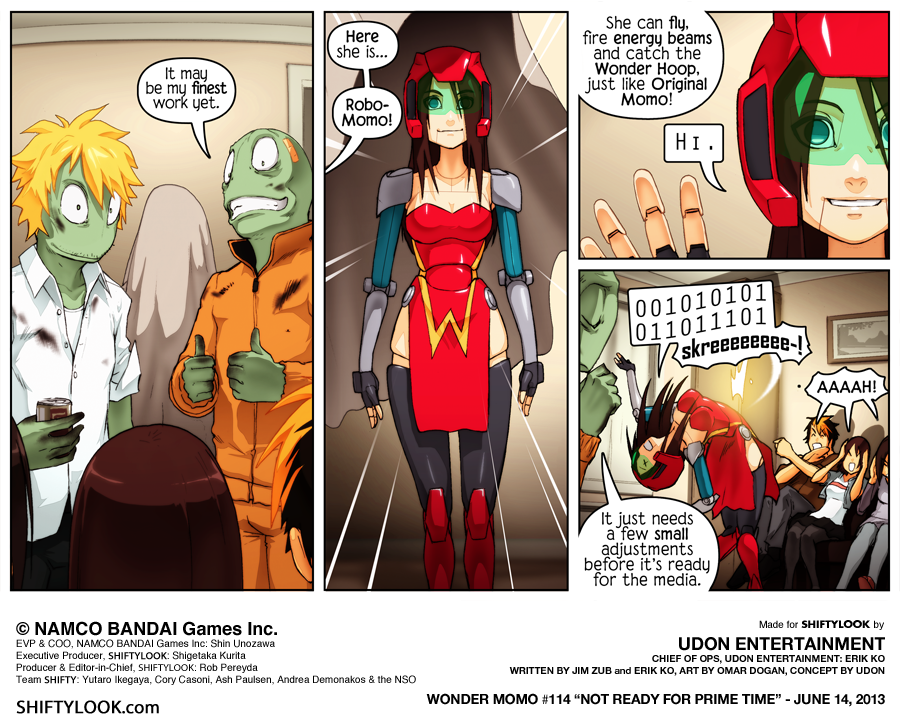 It may
be my finest
work yet.
Here
she is...
Robo-
Momo!
She can fly,
fire energy beams
and catch the
Wonder Hoop,
just like Original
Momo!
Hi.
001010101
011011101
skreeeeeeee-!
AAAAH!
It just needs
a few small
adjustments
before it's ready
for the media.
© NAMCO BANDAI Games Inc.
EVP & COO, NAMCO BANDAI Games Inc: Shin Unozawa
Executive Producer, SHIFTYLOOK: Shigetaka Kurita
Producer & Editor-in-Chief, SHIFTYLOOK: Rob Pereyda
Team SHIFTY: Yutaro Ikegaya, Cory Casoni, Ash Paulsen, Andrea Demonakos & the NSO
SHIFTYLOOK.com
Made for SHIFTYLOOK by
UDON ENTERTAINMENT
CHIEF OF OPS, UDON ENTERTAINMENT: ERIK KO
WRITTEN BY JIM ZUB and ERIK KO, ART BY OMAR DOGAN, CONCEPT BY UDON
WONDER MOMO #114 “NOT READY FOR PRIME TIME” - JUNE 14, 2013